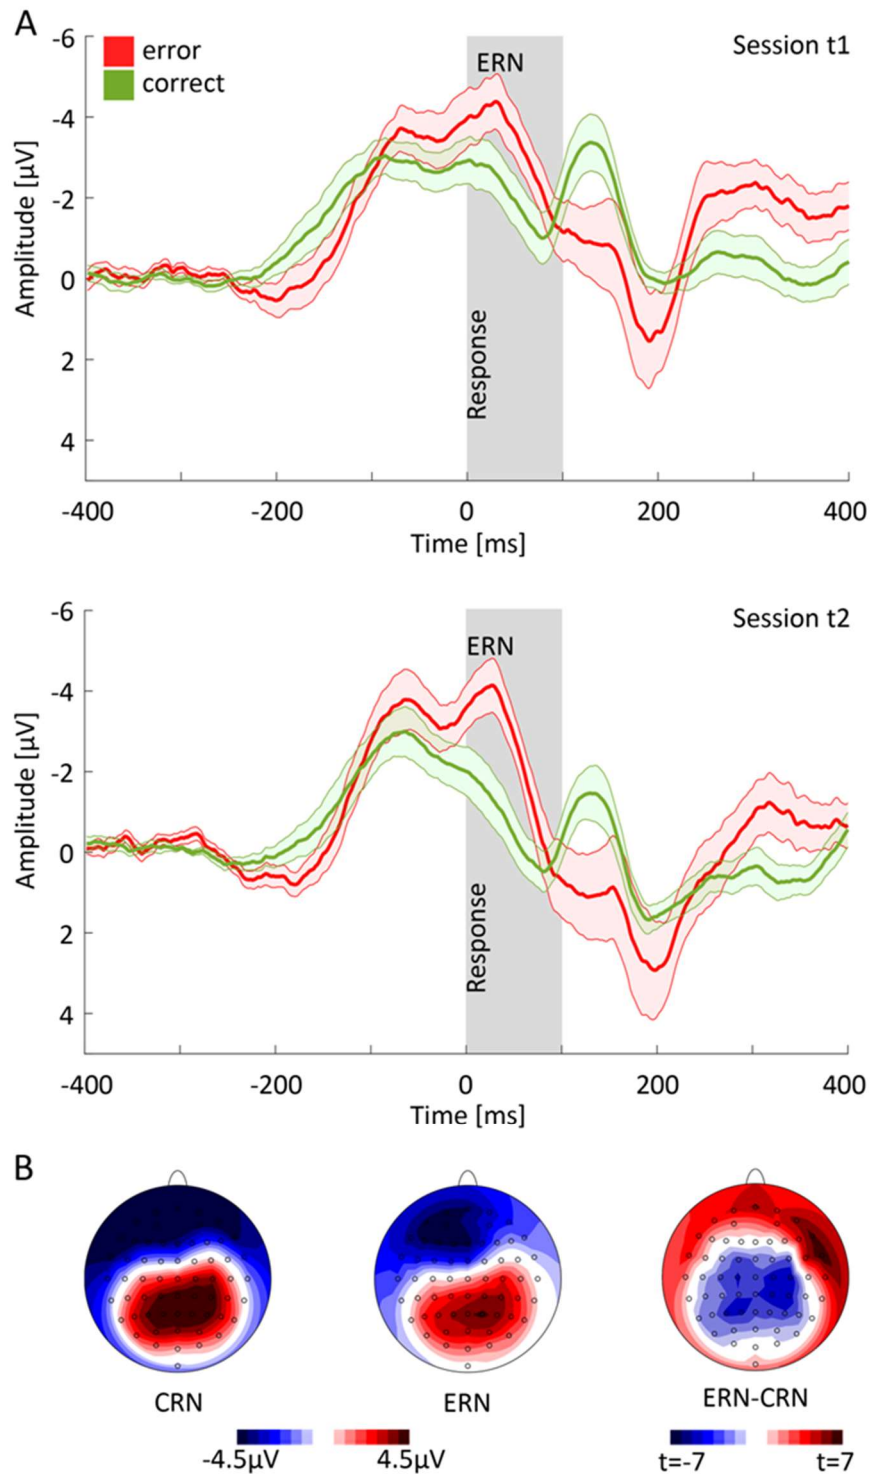 A
-6
Session t1
error
correct
ERN
-4
-2
0
2
4
Amplitude [µV]
Response
-400
-200
0
200
400
Time [ms]
-6
Session t2
ERN
-4
-2
0
2
4
Amplitude [µV]
Response
-400
-200
0
200
400
Time [ms]
B
CRN
ERN
ERN-CRN
-4.5µV
4.5µV
t=-7
t=7